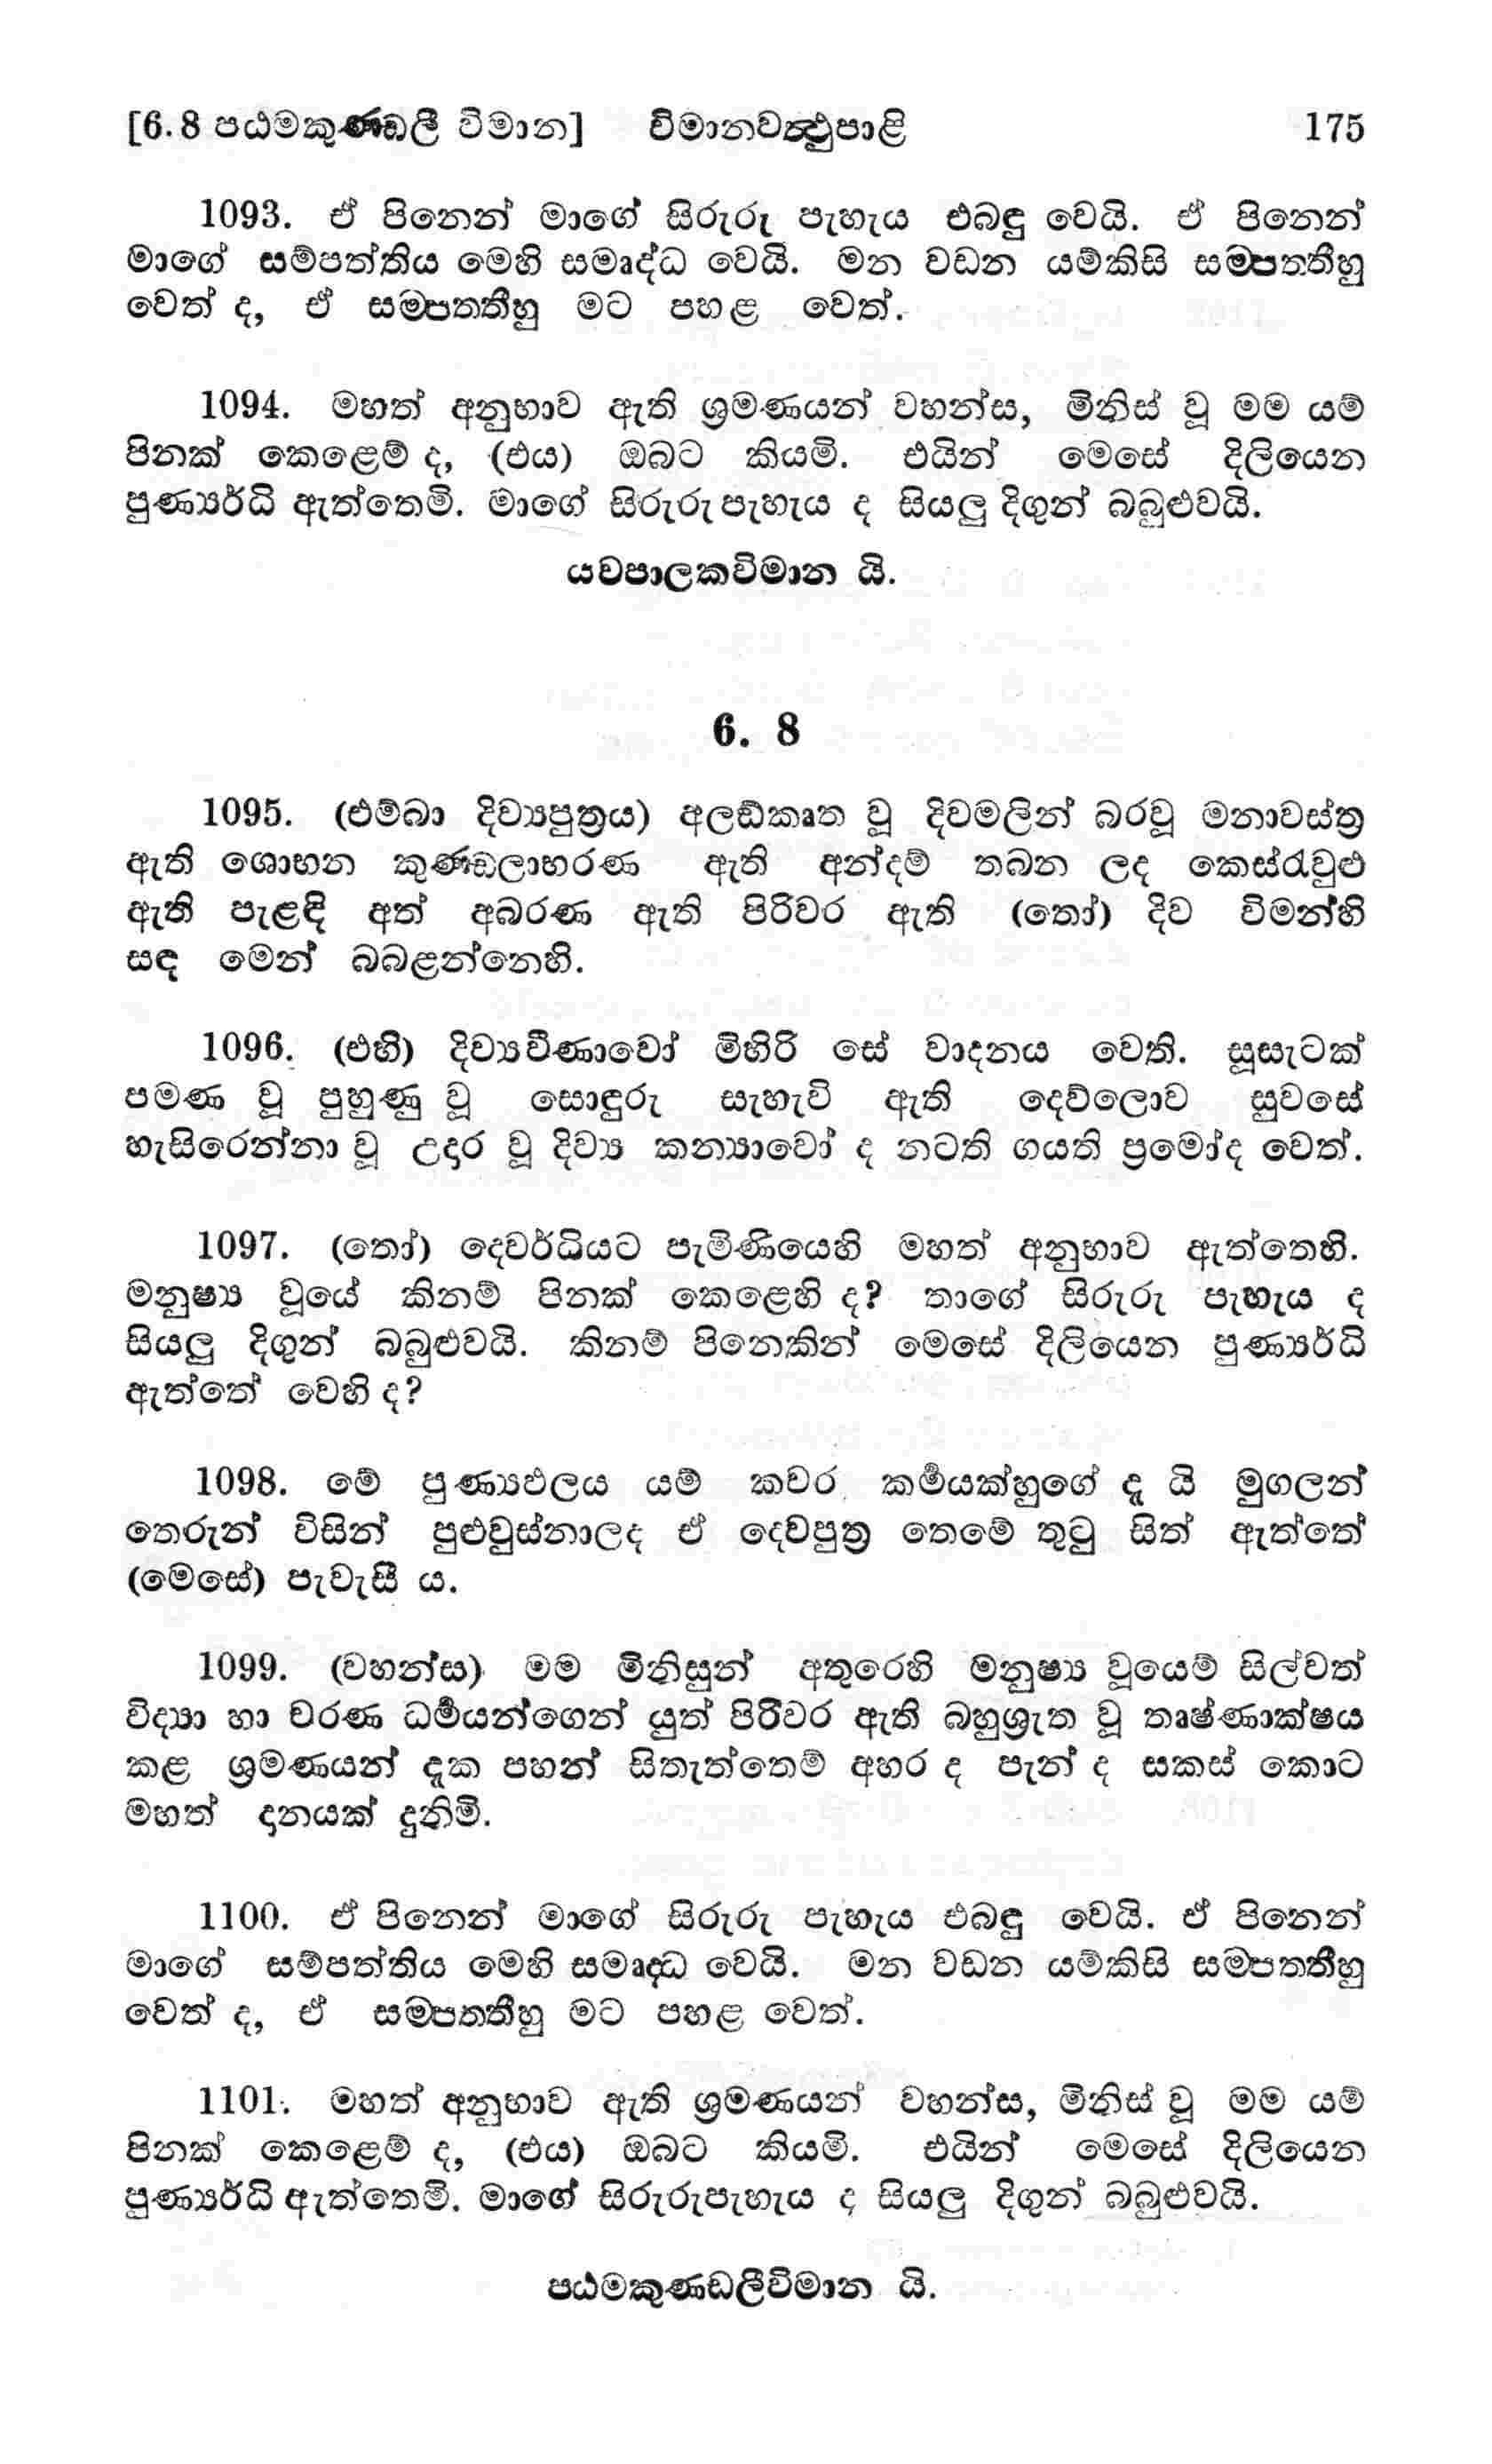 [6. 8 පඨමකුණ්ඩලී විමාන] විමානවත්‍ථුපාළි 175
1093. ඒ පිනෙන් මාගේ සිරුරු පැහැය එබඳු වෙයි. ඒ පිනෙන්
මාගේ සම්පත්තිය මෙහි සමෘද්ධ වෙයි. මන වඩන යම්කිසි සම්පත්තීහු
වෙත් ද, ඒ සම්පත්තීහු මට පහළ වෙත්.
1094. මහත් අනුභාව ඇති ශ්‍රමණයන් වහන්ස, මිනිස් වූ මම යම්
පිනක් කෙළෙම් ද, (එය) ඔබට කියමි. එයින් මෙසේ දිලියෙන
පුණ්‍යර්ධි ඇත්තෙමි. මාගේ සිරුරු පැහැය ද සියලු දිගුන් බබුළුවයි.
යවපාලකවිමාන යි.
6. 8
1095. (එම්බා දිව්‍යපුත්‍රය) අලඞ්කෘත වූ දිවමලින් බරවූ මනාවස්ත්‍ර
ඇති ශොභන කුණ්ඩලාභරණ ඇති අන්දම් තබන ලද කෙස්රැවුළු
ඇති පැළඳි අත් අබරණ ඇති පිරිවර ඇති (තෝ) දිව විමන්හි
සඳ මෙන් බබළන්නෙහි.
1096. (එහි) දිව්‍යවීණාවෝ මිහිරි සේ වාදනය වෙති. සූසැටක්
පමණ වූ පුහුණු වූ සොඳුරු සැහැවි ඇති දෙව්ලොව සුවසේ
හැසිරෙන්නා වූ උදර වූ දිව්‍ය කන්‍යාවෝ ද නටති ගයති ප්‍රමෝද වෙත්.
1097. (තෝ) දෙවර්ධියට පැමිණියෙහි මහත් අනුභාව ඇත්තෙහි.
මනුෂ්‍ය වූයේ කිනම් පිනක් කෙළෙහි ද? තාගේ සිරුරු පැහැය ද
සියලු දිගුන් බබුළුවයි. කිනම් පිනෙකින් මෙසේ දිලියෙන පුණ්‍යර්ධි
ඇත්තේ වෙහි ද?
1098. මේ පුණ්‍යඵලය යම් කවර කර්‍මයක්හුගේ දැ යි මුගලන්
තෙරුන් විසින් පුළුවුස්නාලද ඒ දෙවපුත්‍ර තෙමේ තුටු සිත් ඇත්තේ
(මෙසේ) පැවැසී ය.
1099. (වහන්ස) මම මිනිසුන් අතුරෙහි මනුෂ්‍ය වූයෙම් සිල්වත්
විද්‍යා හා චරණ ධර්‍මයන්ගෙන් යුත් පිරිවර ඇති බහුශ්‍රැත වූ තෘෂ්ණාක්ෂය
කළ ශ්‍රමණයන් දැක පහන් සිතැත්තෙම් අහර ද පැන් ද සකස් කොට
මහත් දානයක් දුනිමි.
1100. ඒ පිනෙන් මාගේ සිරුරු පැහැය එබඳු වෙයි. ඒ පිනෙන්
මාගේ සම්පත්තිය මෙහි සමෘද්ධ වෙයි. මන වඩන යම්කිසි සම්පත්තීහු
වෙත් ද, ඒ සම්පත්තීහු මට පහළ වෙත්.
1101. මහත් අනුභාව ඇති ශ්‍රමණයන් වහන්ස, මිනිස් වූ මම යම්
පිනක් කෙළෙම් ද, (එය) ඔබට කියමි. එයින් මෙසේ දිලියෙන
පුණ්‍යර්ධි ඇත්තෙමි. මාගේ සිරුරුපැහැය ද සියලු දිගුන් බබුළුවයි.
පඨමකුණ්ඩලීවිමාන යි.